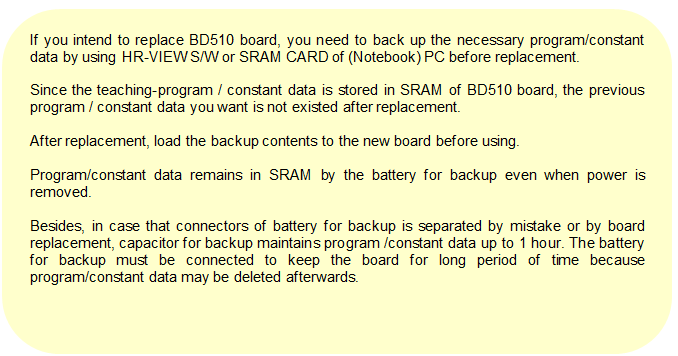 If you intend to replace BD510 board, you need to back up the necessary program/constant
data by using HR-VIEW S/W or SRAM CARD of (Notebook) PC before replacement.
Since the teaching-program / constant data is stored in SRAM of BD510 board, the previous
program / constant data you want is not existed after replacement.
After replacement, load the backup contents to the new board before using.
Program/constant data remains in SRAM by the battery for backup even when power is
removed.
Besides, in case that connectors of battery for backup is separated by mistake or by board
replacement, capacitor for backup maintains program /constant data up to 1 hour. The battery
for backup must be connected to keep the board for long period of time because
program/constant data may be deleted afterwards.